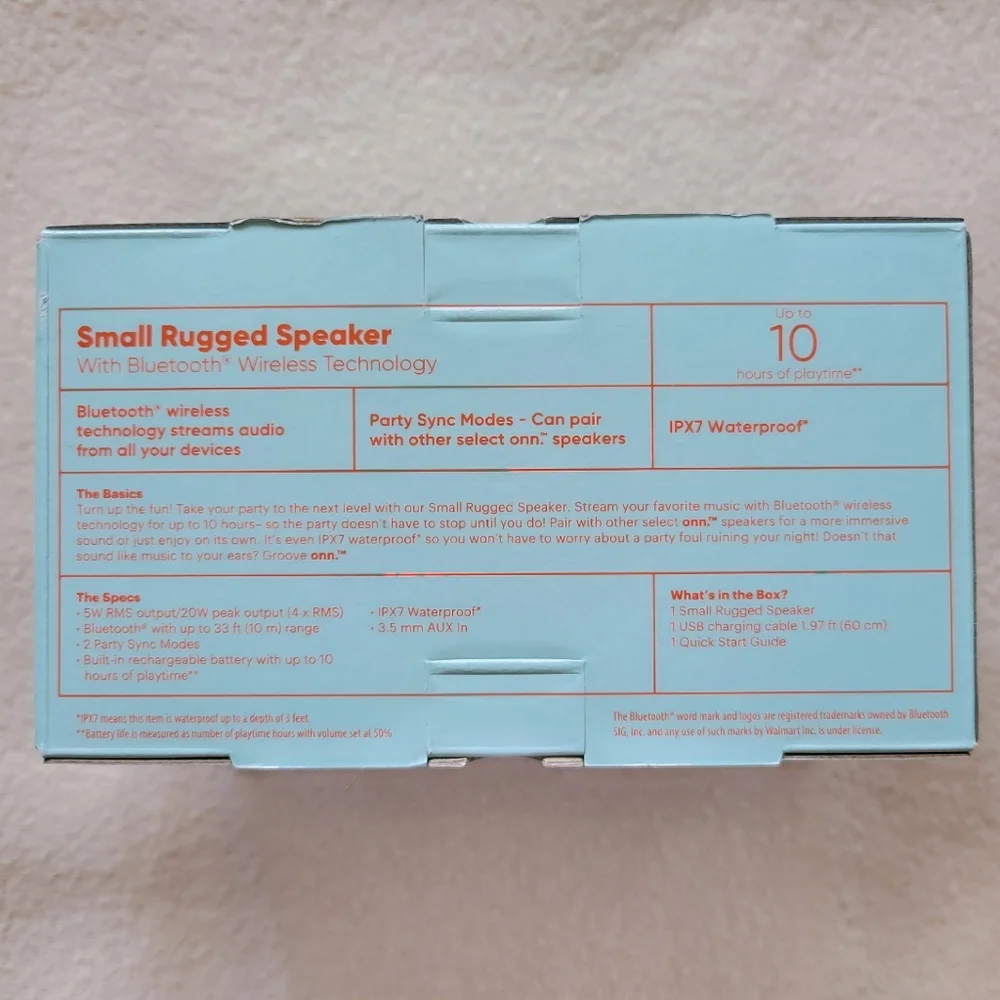 Small Rugged Speaker
With Bluetooth® Wireless Technology
Up to
10
hours of playtime**
Bluetooth® wireless
technology streams audio
from all your devices
Party Sync Modes - Can pair
with other select onn.™ speakers
IPX7 Waterproof*
The Basics
Turn up the fun! Take your party to the next level with our Small Rugged Speaker. Stream your favorite music with Bluetooth® wireless
technology for up to 10 hours– so the party doesn't have to stop until you do! Pair with other select onn.™ speakers for a more immersive
sound or just enjoy on its own. It's even IPX7 waterproof* so you won't have to worry about a party foul ruining your night! Doesn't that
sound like music to your ears? Groove onn.™
The Specs
• 5W RMS output/20W peak output (4 x RMS)
• Bluetooth® with up to 33 ft (10 m) range
• 2 Party Sync Modes
• Built-in rechargeable battery with up to 10
hours of playtime**
• IPX7 Waterproof*
• 3.5 mm AUX In
What's in the Box?
1 Small Rugged Speaker
1 USB charging cable 1.97 ft (60 cm)
1 Quick Start Guide
*IPX7 means this item is waterproof up to a depth of 3 feet.
**Battery life is measured as number of playtime hours with volume set at 50%
The Bluetooth® word mark and logos are registered trademarks owned by Bluetooth
SIG, Inc. and any use of such marks by Walmart Inc. is under license.